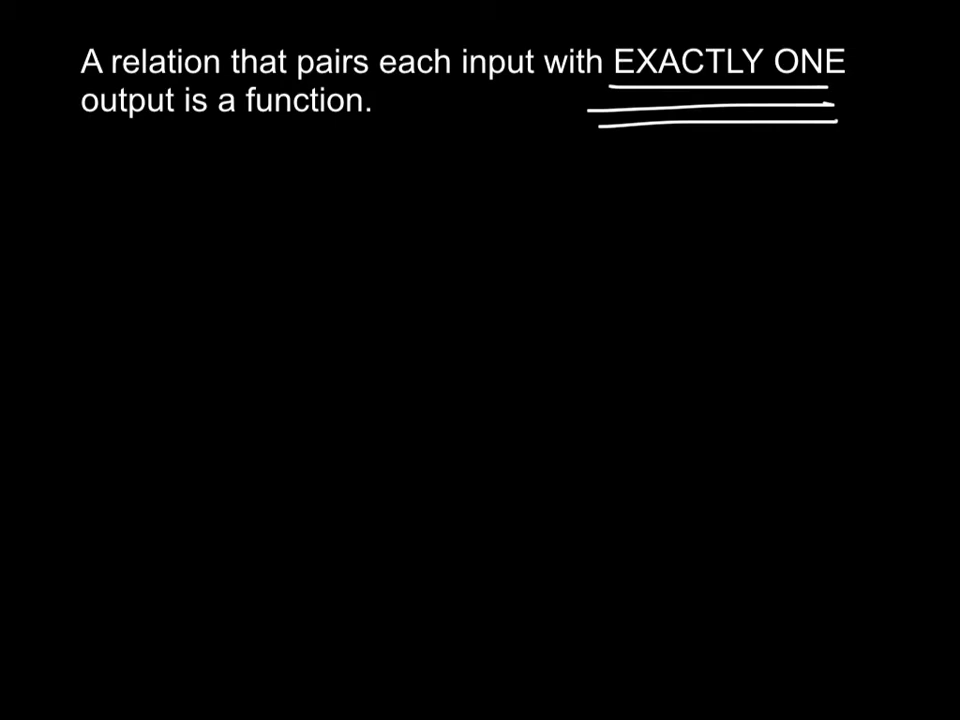 A relation that pairs each input with EXACTLY ONE
output is a function.